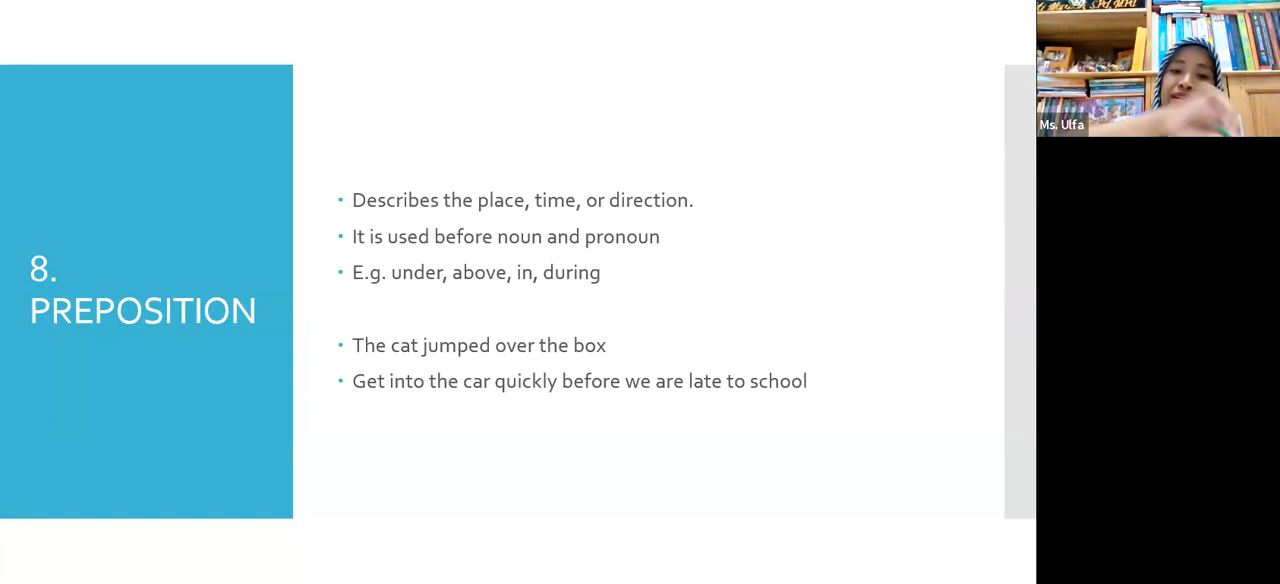 8.
PREPOSITION
• Describes the place, time, or direction.
• It is used before noun and pronoun
• E.g. under, above, in, during
• The cat jumped over the box
• Get into the car quickly before we are late to school
S.Pd, M.Pd
Ms. Ulfa